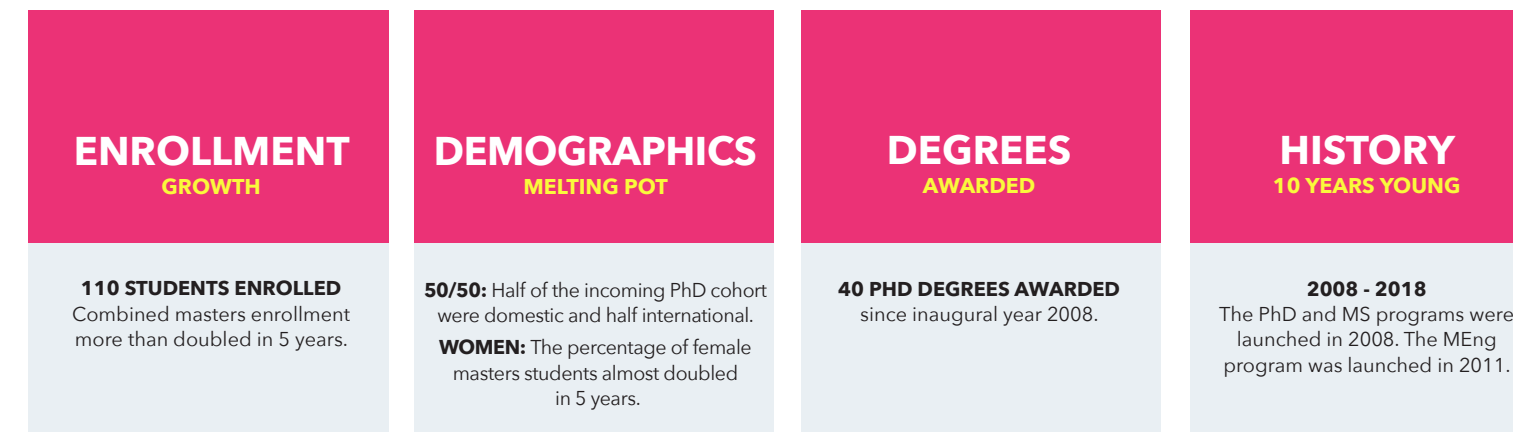 ENROLLMENT
GROWTH
110 STUDENTS ENROLLED
Combined masters enrollment
more than doubled in 5 years.
DEMOGRAPHICS
MELTING POT
50/50: Half of the incoming PhD cohort
were domestic and half international.
WOMEN: The percentage of female
masters students almost doubled
in 5 years.
DEGREES
AWARDED
40 PHD DEGREES AWARDED
since inaugural year 2008.
HISTORY
10 YEARS YOUNG
2008 - 2018
The PhD and MS programs were
launched in 2008. The MEng
program was launched in 2011.